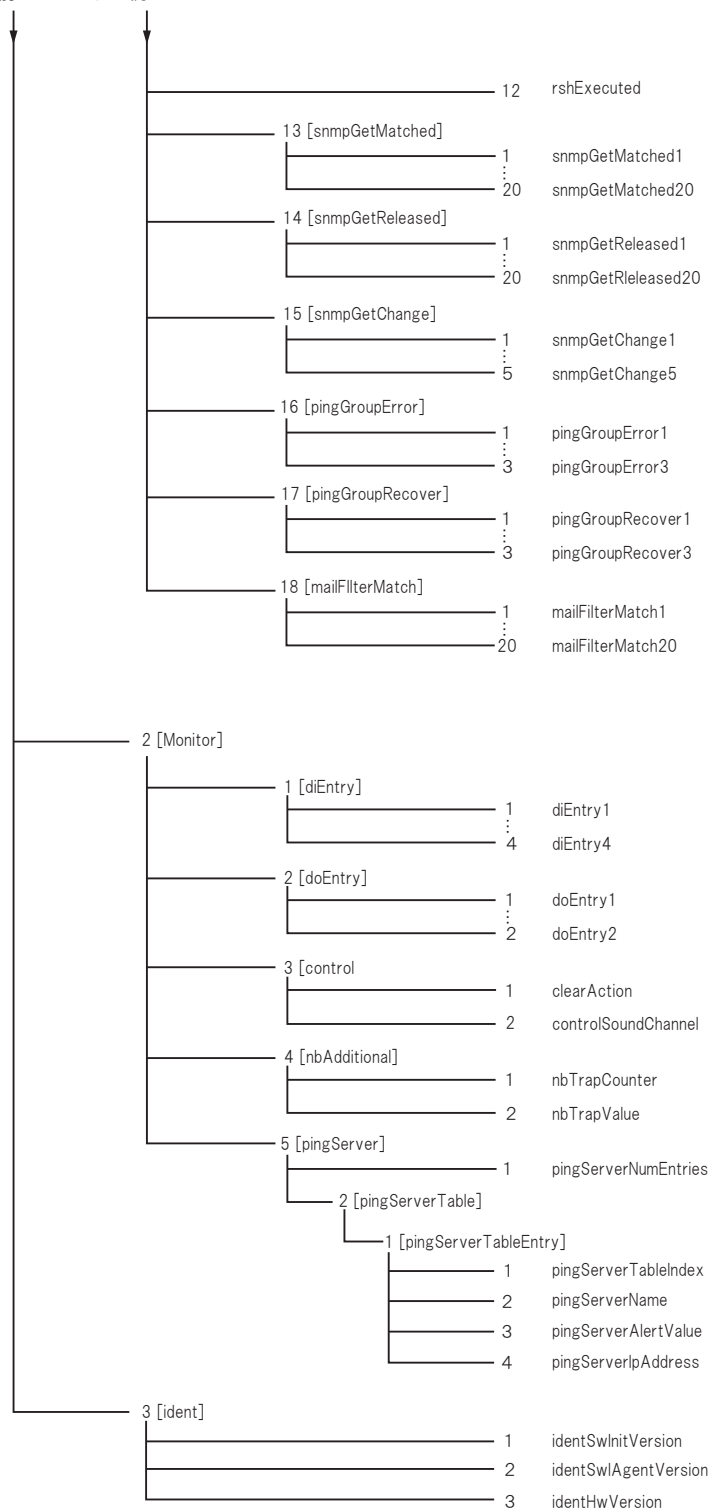 12 rshExecuted
13 [snmpGetMatched]
1 snmpGetMatched1
20 snmpGetMatched20
14 [snmpGetReleased]
1 snmpGetReleased1
20 snmpGetRleleased20
15 [snmpGetChange]
1 snmpGetChange1
5 snmpGetChange5
16 [pingGroupError]
1 pingGroupError1
3 pingGroupError3
17 [pingGroupRecover]
1 pingGroupRecover1
3 pingGroupRecover3
18 [mailFIlterMatch]
1 mailFilterMatch1
20 mailFilterMatch20
2 [Monitor]
1 [diEntry]
1 diEntry1
4 diEntry4
2 [doEntry]
1 doEntry1
2 doEntry2
3 [control
1 clearAction
2 controlSoundChannel
4 [nbAdditional]
1 nbTrapCounter
2 nbTrapValue
5 [pingServer]
1 pingServerNumEntries
2 [pingServerTable]
1 [pingServerTableEntry]
1 pingServerTableIndex
2 pingServerName
3 pingServerAlertValue
4 pingServerIpAddress
3 [ident]
1 identSwInitVersion
2 identSwIAgentVersion
3 identHwVersion